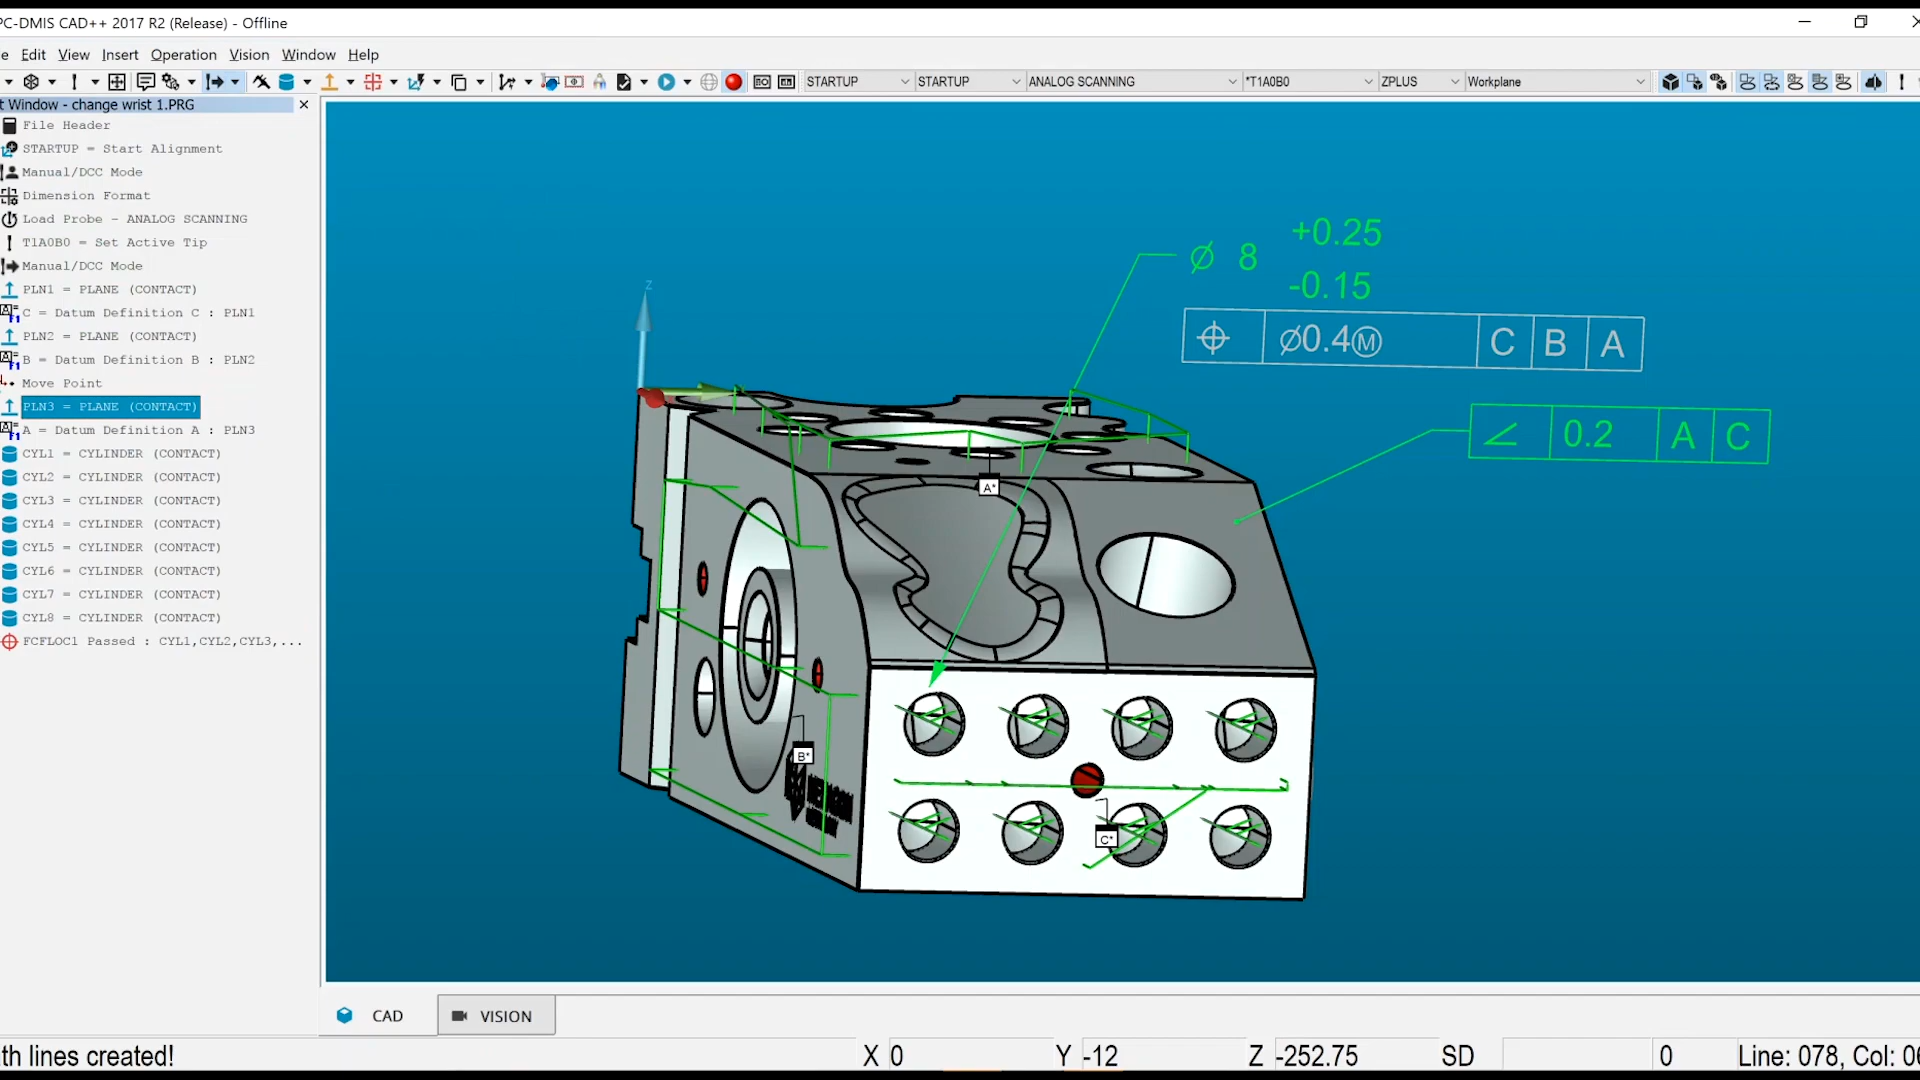 PC-DMIS CAD++ 2017 R2 (Release) - Offline
e Edit View Insert Operation Vision Window Help
STARTUP STARTUP ANALOG SCANNING *T1A0B0 ZPLUS Workplane
t Window - change wrist 1.PRG
File Header
STARTUP = Start Alignment
Manual/DCC Mode
Dimension Format
Load Probe - ANALOG SCANNING
T1A0B0 = Set Active Tip
Manual/DCC Mode
PLN1 = PLANE (CONTACT)
C = Datum Definition C : PLN1
PLN2 = PLANE (CONTACT)
B = Datum Definition B : PLN2
Move Point
PLN3 = PLANE (CONTACT)
A = Datum Definition A : PLN3
CYL1 = CYLINDER (CONTACT)
CYL2 = CYLINDER (CONTACT)
CYL3 = CYLINDER (CONTACT)
CYL4 = CYLINDER (CONTACT)
CYL5 = CYLINDER (CONTACT)
CYL6 = CYLINDER (CONTACT)
CYL7 = CYLINDER (CONTACT)
CYL8 = CYLINDER (CONTACT)
FCFLOC1 Passed : CYL1,CYL2,CYL3,...
Z
+0.25
⌀ 8
-0.15
⌖ ⌀0.4Ⓜ C B A
∠ 0.2 A C
A*
B*
C*
CAD VISION
th lines created! X 0 Y -12 Z -252.75 SD 0 Line: 078, Col: 06